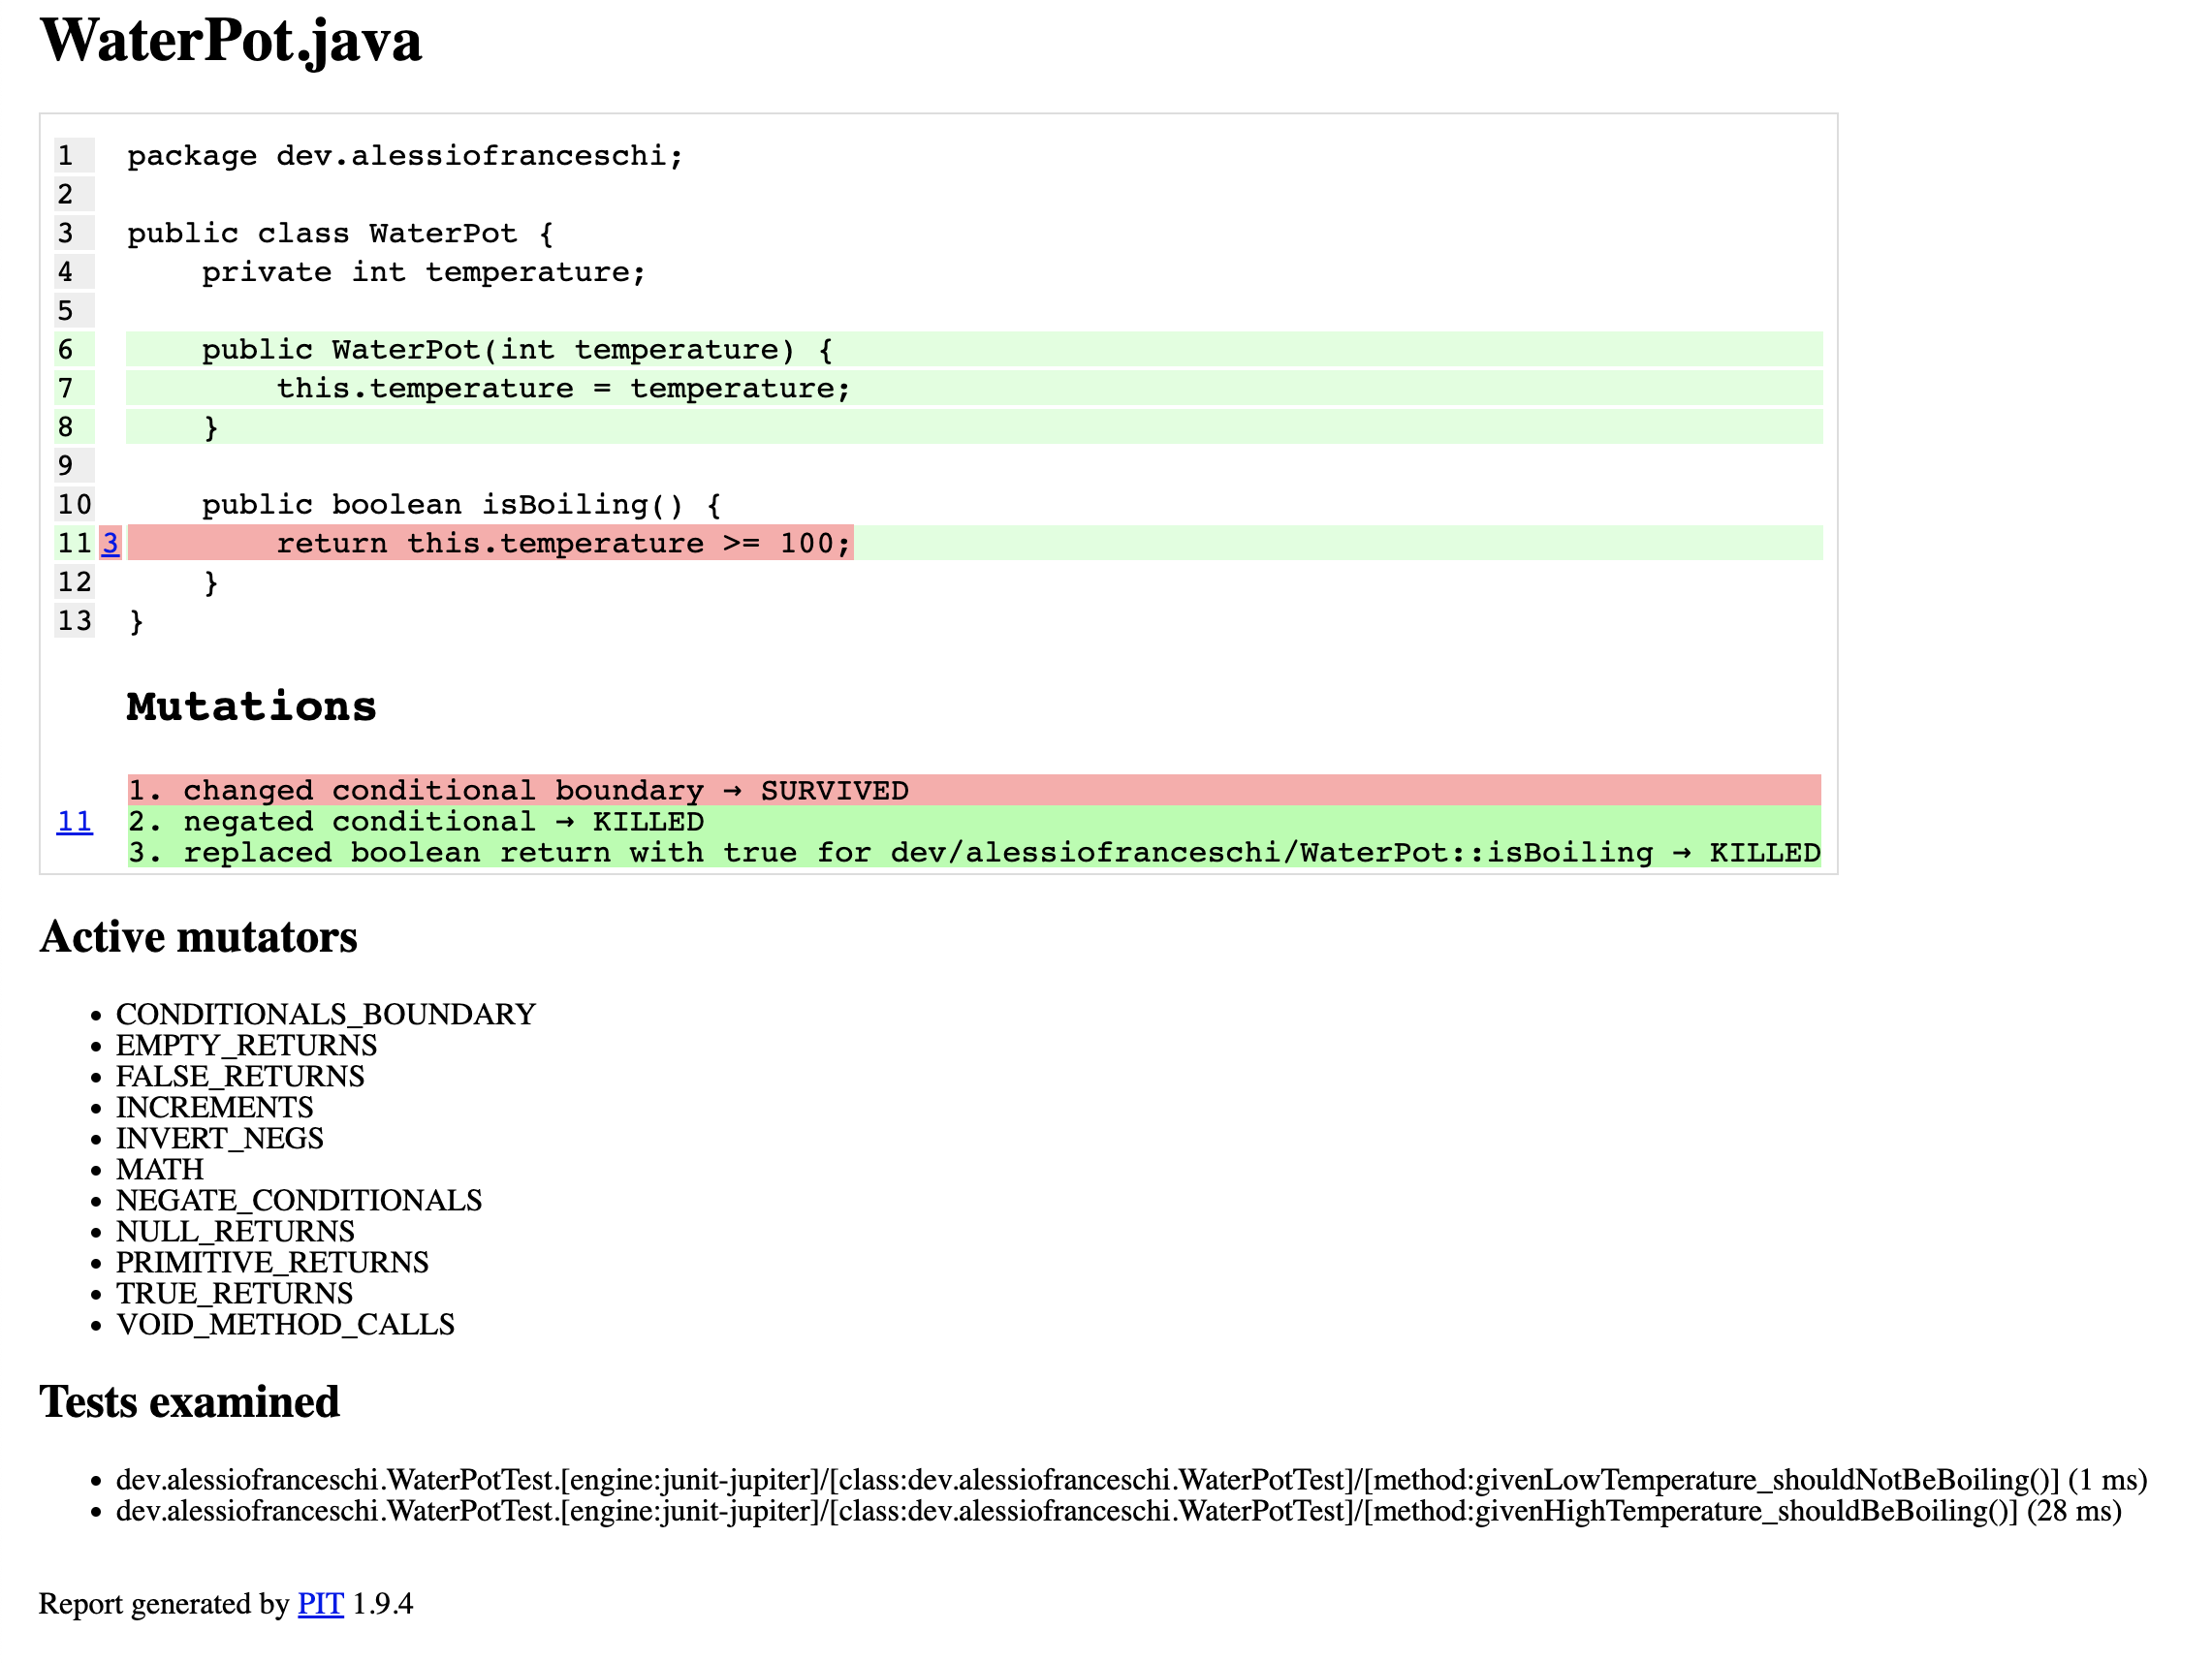 WaterPot.java
1 package dev.alessiofranceschi;
2
3 public class WaterPot {
4     private int temperature;
5
6     public WaterPot(int temperature) {
7         this.temperature = temperature;
8     }
9
10     public boolean isBoiling() {
11 3         return this.temperature >= 100;
12     }
13 }
Mutations
1. changed conditional boundary → SURVIVED
11 2. negated conditional → KILLED
3. replaced boolean return with true for dev/alessiofranceschi/WaterPot::isBoiling → KILLED
Active mutators
• CONDITIONALS_BOUNDARY
• EMPTY_RETURNS
• FALSE_RETURNS
• INCREMENTS
• INVERT_NEGS
• MATH
• NEGATE_CONDITIONALS
• NULL_RETURNS
• PRIMITIVE_RETURNS
• TRUE_RETURNS
• VOID_METHOD_CALLS
Tests examined
• dev.alessiofranceschi.WaterPotTest.[engine:junit-jupiter]/[class:dev.alessiofranceschi.WaterPotTest]/[method:givenLowTemperature_shouldNotBeBoiling()] (1 ms)
• dev.alessiofranceschi.WaterPotTest.[engine:junit-jupiter]/[class:dev.alessiofranceschi.WaterPotTest]/[method:givenHighTemperature_shouldBeBoiling()] (28 ms)
Report generated by PIT 1.9.4